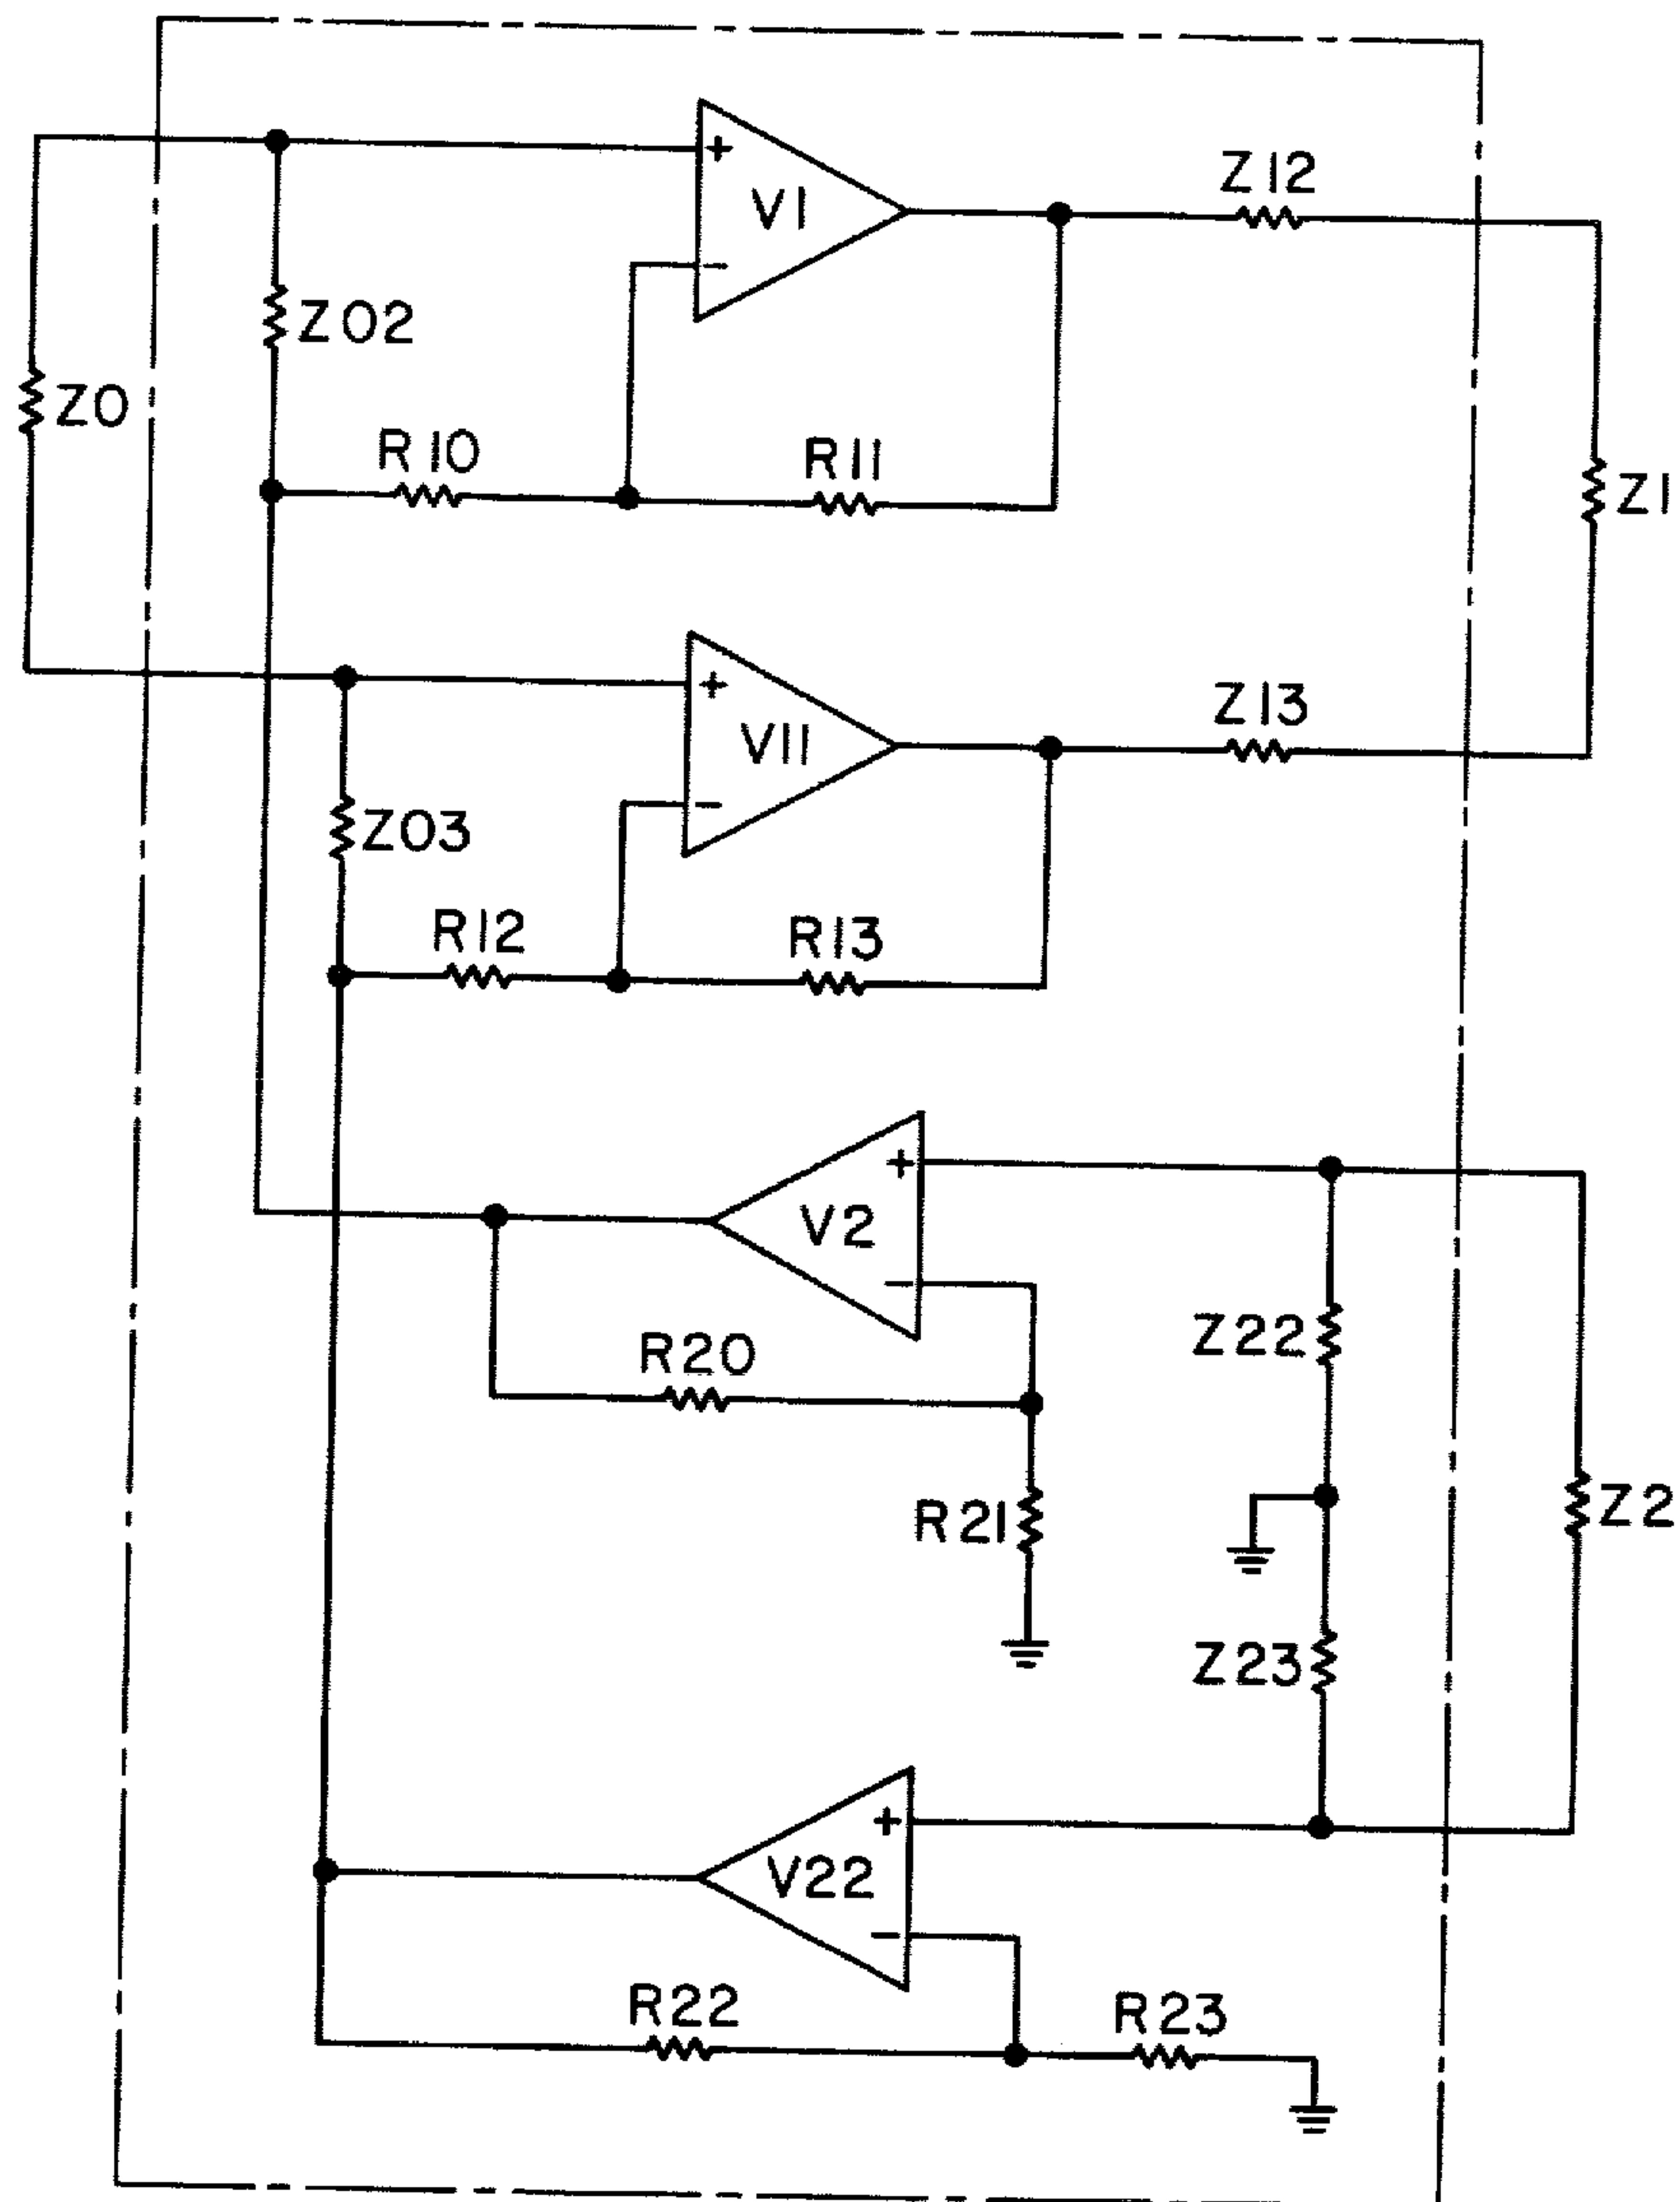 +
V1
-
Z12
Z02
Z0
R10
R11
Z1
+
V11
-
Z13
Z03
R12
R13
+
V2
-
Z22
R20
R21
Z2
Z23
+
V22
-
R22
R23